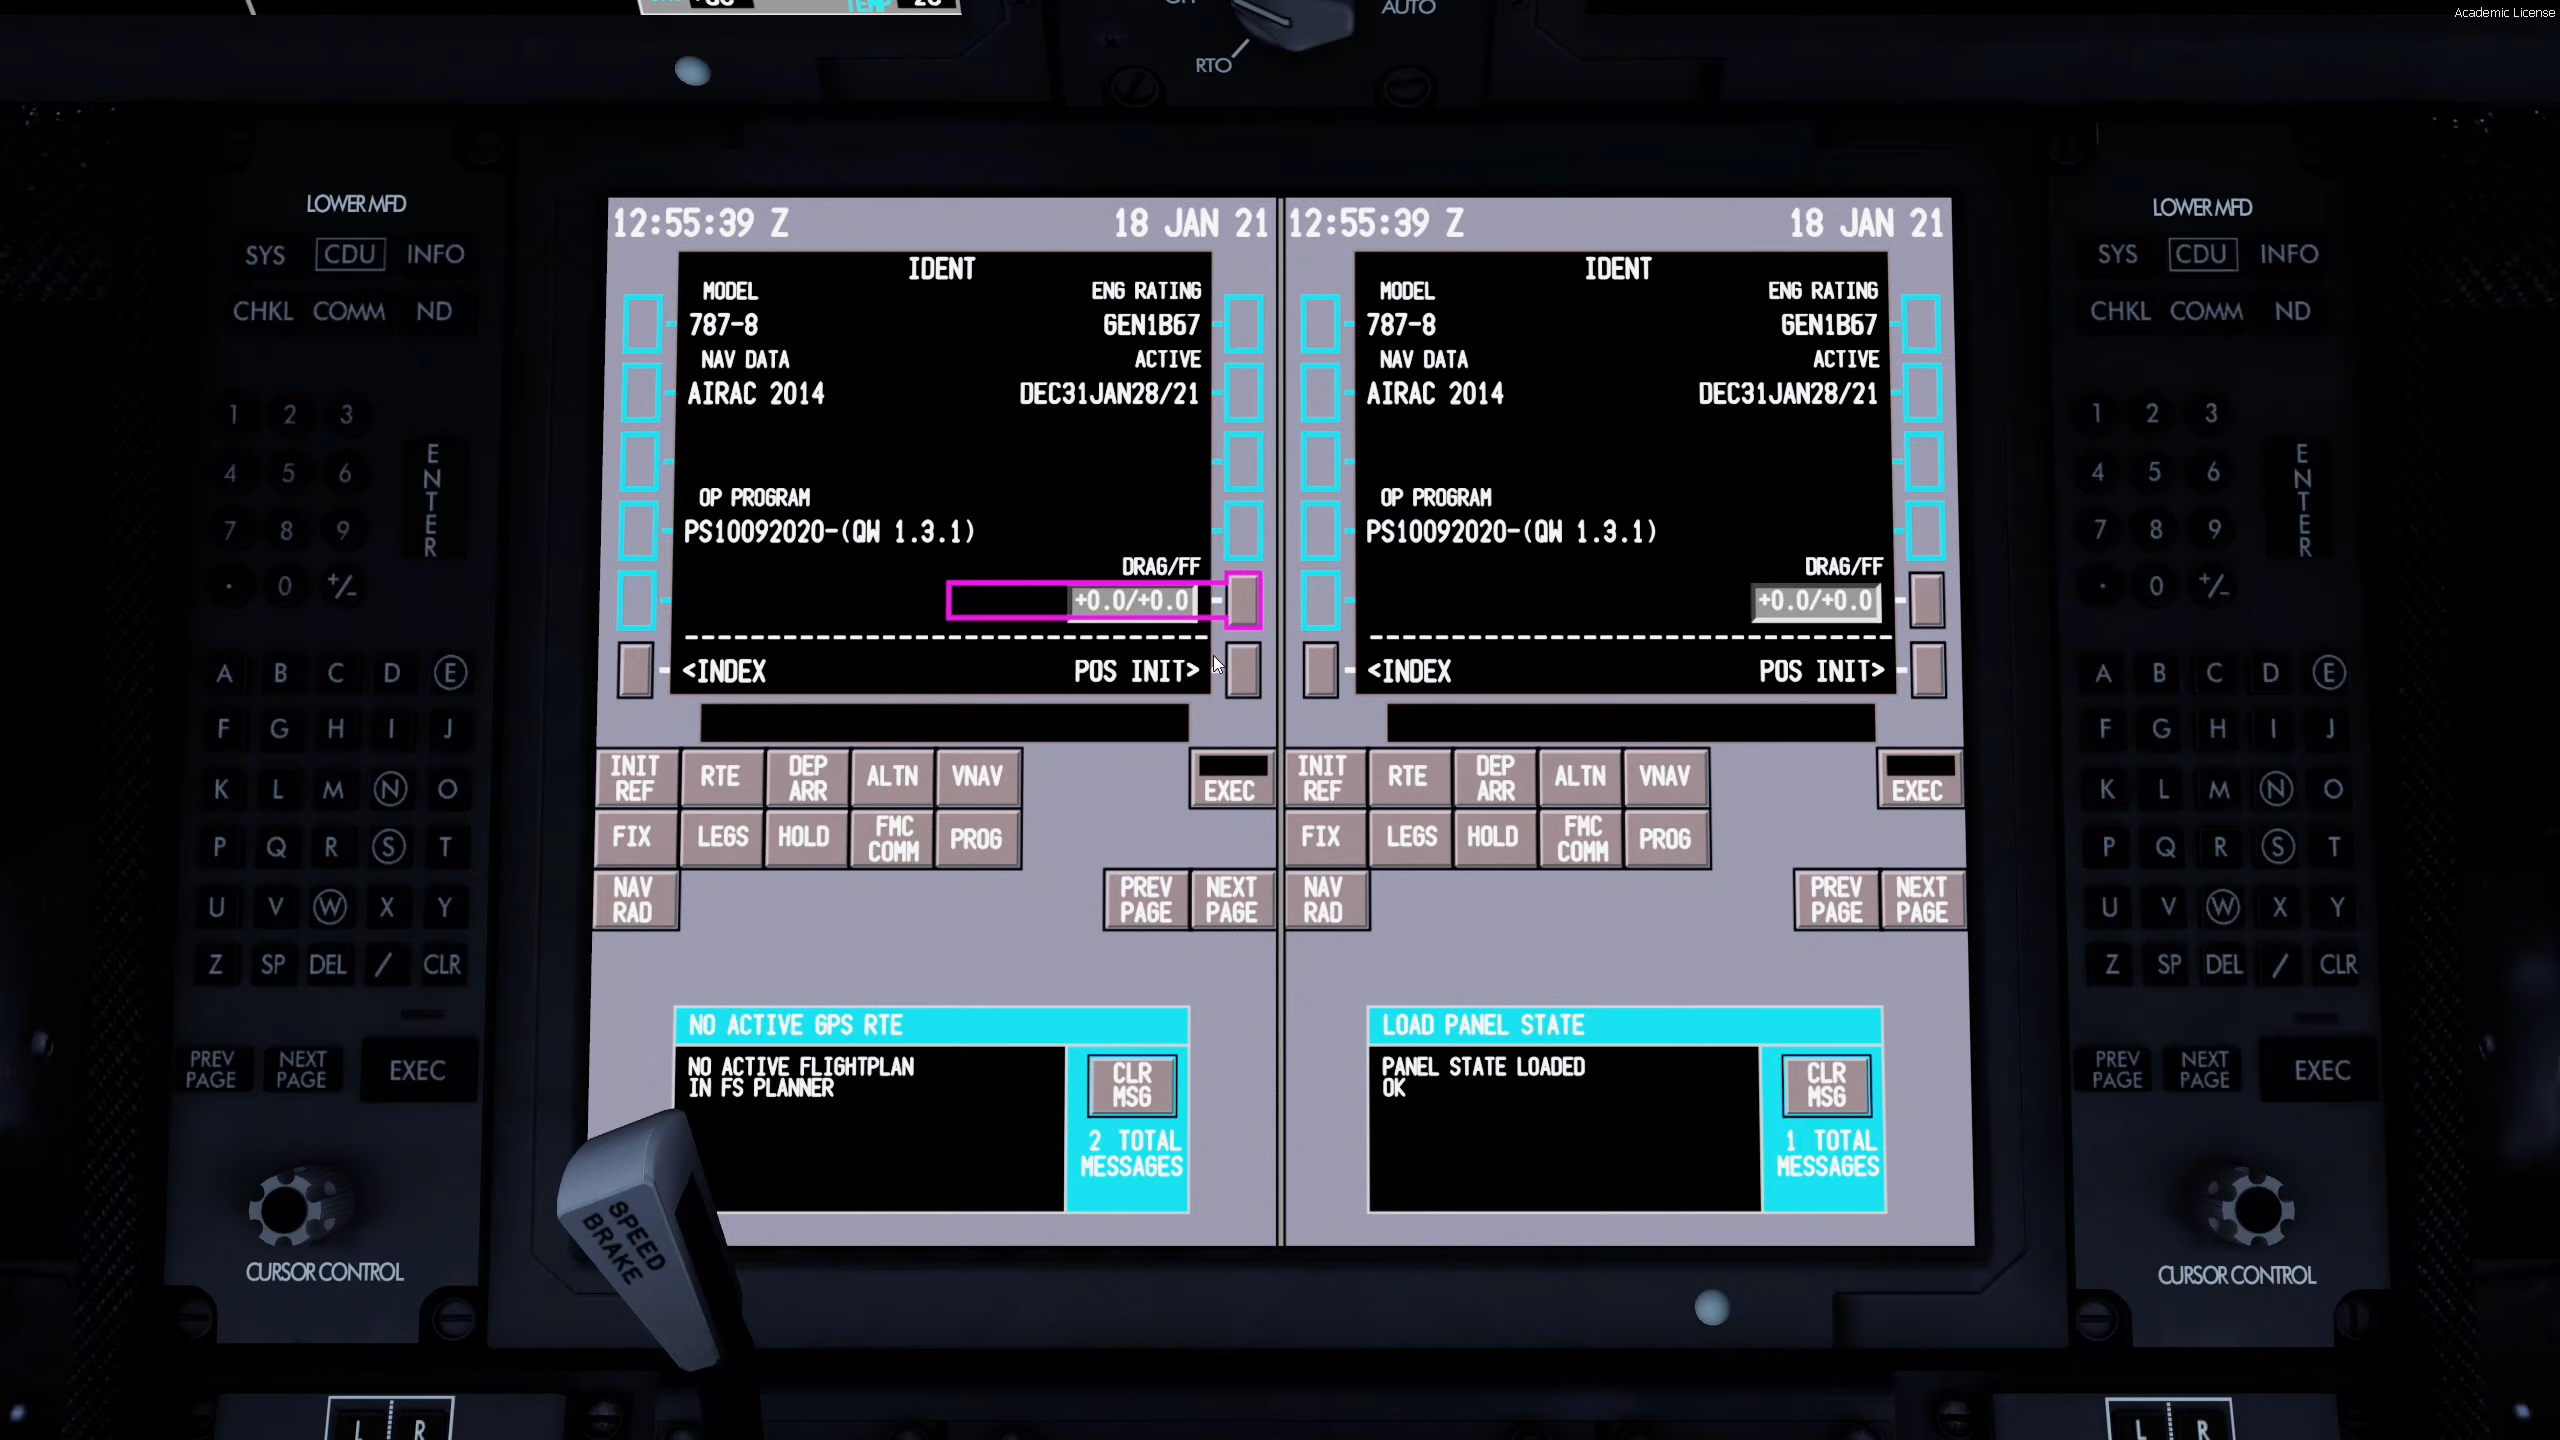 Academic License
TEMP
AUTO
RTO
LOWER MFD
SYS CDU INFO
CHKL COMM ND
1 2 3
4 5 6
7 8 9
. 0 +/-
ENTER
A B C D E
F G H I J
K L M N O
P Q R S T
U V W X Y
Z SP DEL / CLR
PREV PAGE
NEXT PAGE
EXEC
CURSOR CONTROL
L R
12:55:39 Z 18 JAN 21
IDENT
MODEL ENG RATING
787-8 GEN1B67
NAV DATA ACTIVE
AIRAC 2014 DEC31JAN28/21
OP PROGRAM
PS10092020-(QW 1.3.1)
DRAG/FF
+0.0/+0.0
<INDEX POS INIT>
INIT REF
RTE
DEP ARR
ALTN
VNAV
EXEC
FIX
LEGS
HOLD
FMC COMM
PROG
NAV RAD
PREV PAGE
NEXT PAGE
NO ACTIVE GPS RTE
NO ACTIVE FLIGHTPLAN
IN FS PLANNER
CLR MSG
2 TOTAL
MESSAGES
SPEED
BRAKE
12:55:39 Z 18 JAN 21
IDENT
MODEL ENG RATING
787-8 GEN1B67
NAV DATA ACTIVE
AIRAC 2014 DEC31JAN28/21
OP PROGRAM
PS10092020-(QW 1.3.1)
DRAG/FF
+0.0/+0.0
<INDEX POS INIT>
INIT REF
RTE
DEP ARR
ALTN
VNAV
EXEC
FIX
LEGS
HOLD
FMC COMM
PROG
NAV RAD
PREV PAGE
NEXT PAGE
LOAD PANEL STATE
PANEL STATE LOADED
OK
CLR MSG
1 TOTAL
MESSAGES
LOWER MFD
SYS CDU INFO
CHKL COMM ND
1 2 3
4 5 6
7 8 9
. 0 +/-
ENTER
A B C D E
F G H I J
K L M N O
P Q R S T
U V W X Y
Z SP DEL / CLR
PREV PAGE
NEXT PAGE
EXEC
CURSOR CONTROL
L R